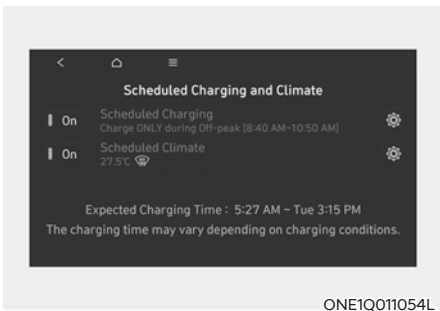 Scheduled Charging and Climate
On
Scheduled Charging
Charge ONLY during Off-peak [8:40 AM~10:50 AM]
On
Scheduled Climate
27.5°C
Expected Charging Time : 5:27 AM ~ Tue 3:15 PM
The charging time may vary depending on charging conditions.
ONE1Q011054L